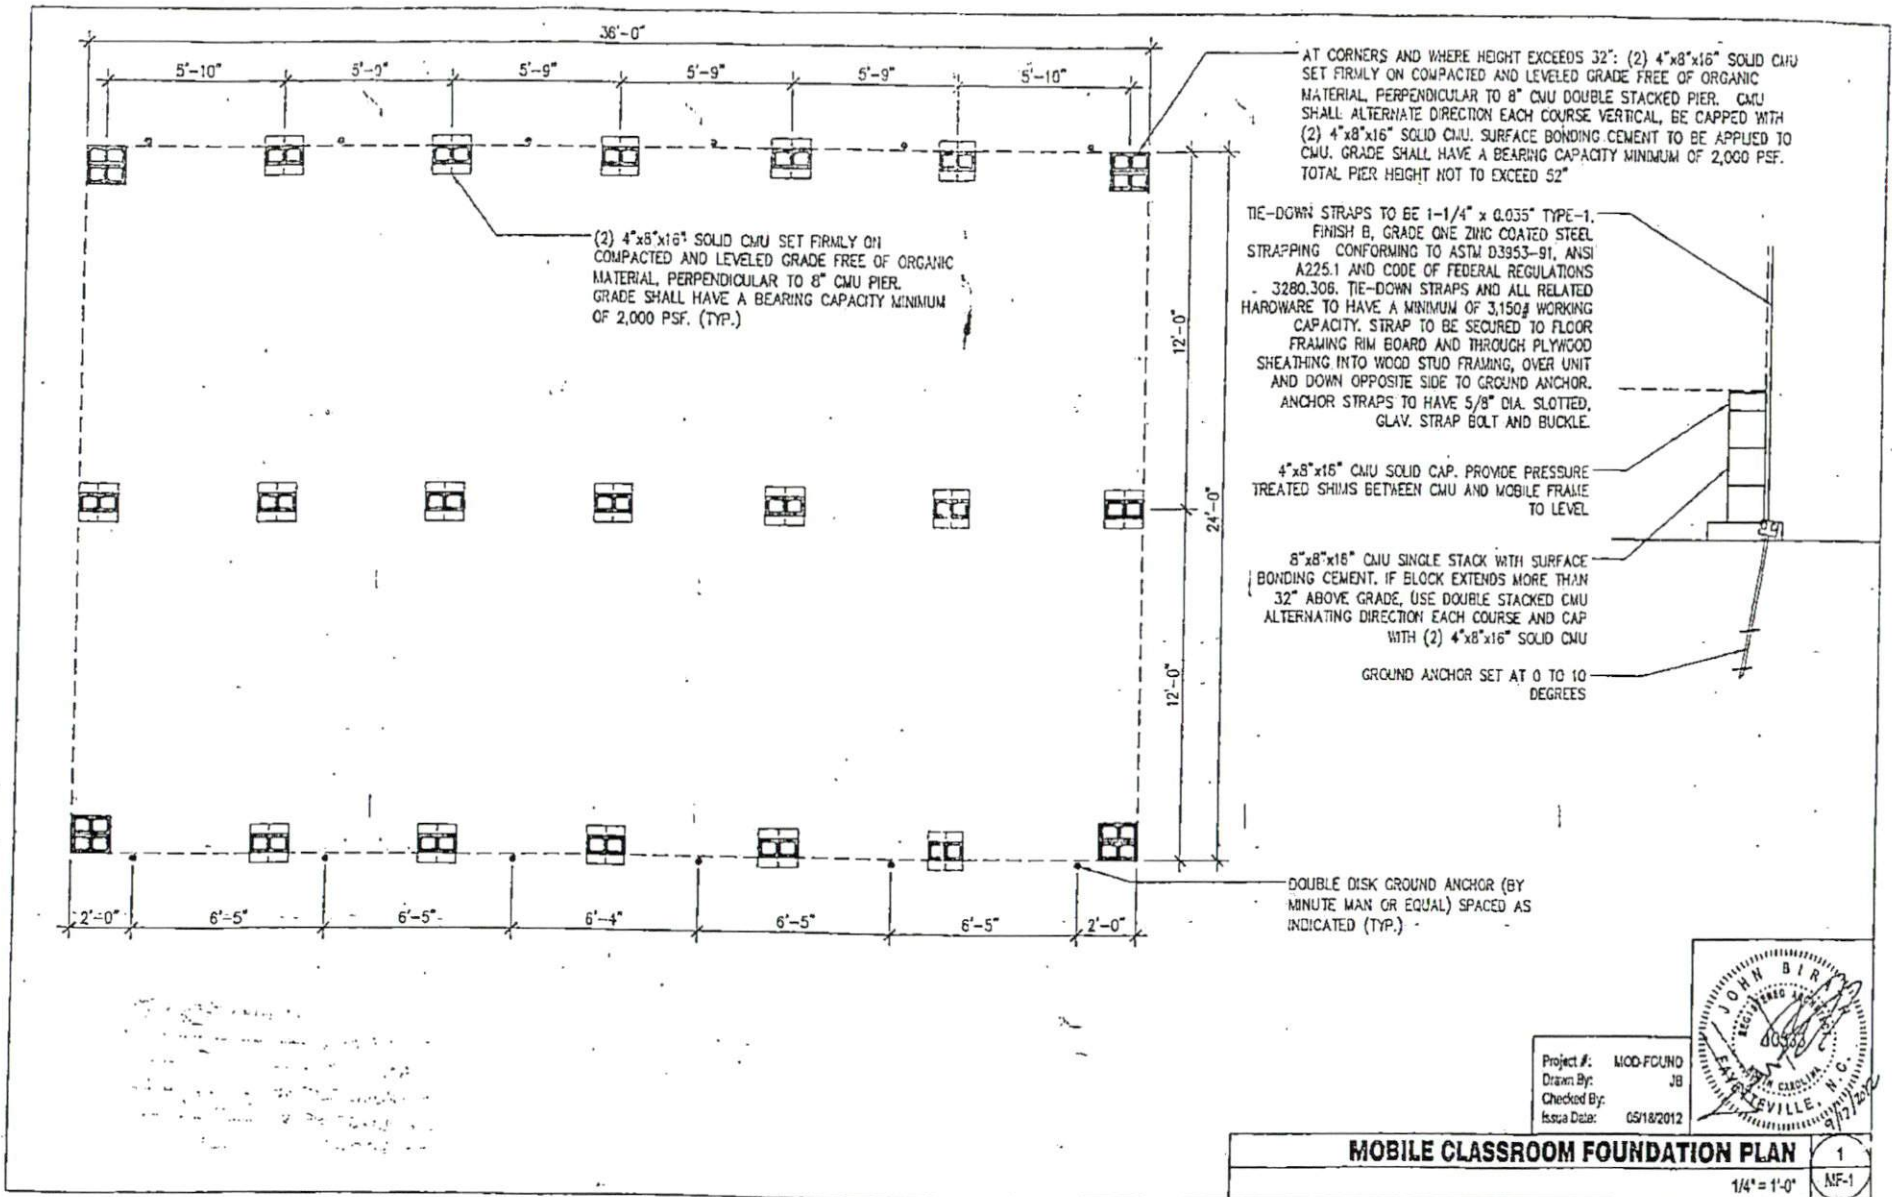 36'-0"
5'-10" 5'-9" 5'-9" 5'-9" 5'-9" 5'-10"
AT CORNERS AND WHERE HEIGHT EXCEEDS 32": (2) 4"x8"x16" SOLID CMU
SET FIRMLY ON COMPACTED AND LEVELED GRADE FREE OF ORGANIC
MATERIAL, PERPENDICULAR TO 8" CMU DOUBLE STACKED PIER. CMU
SHALL ALTERNATE DIRECTION EACH COURSE VERTICAL, BE CAPPED WITH
(2) 4"x8"x16" SOLID CMU. SURFACE BONDING CEMENT TO BE APPLIED TO
CMU. GRADE SHALL HAVE A BEARING CAPACITY MINIMUM OF 2,000 PSF.
TOTAL PIER HEIGHT NOT TO EXCEED 52"
(2) 4"x8"x16" SOLID CMU SET FIRMLY ON
COMPACTED AND LEVELED GRADE FREE OF ORGANIC
MATERIAL, PERPENDICULAR TO 8" CMU PIER.
GRADE SHALL HAVE A BEARING CAPACITY MINIMUM
OF 2,000 PSF. (TYP.)
TIE-DOWN STRAPS TO BE 1-1/4" x 0.035" TYPE-1,
FINISH B, GRADE ONE ZINC COATED STEEL
STRAPPING CONFORMING TO ASTM D3953-91, ANSI
A225.1 AND CODE OF FEDERAL REGULATIONS
3280.306. TIE-DOWN STRAPS AND ALL RELATED
HARDWARE TO HAVE A MINIMUM OF 3,150# WORKING
CAPACITY. STRAP TO BE SECURED TO FLOOR
FRAMING RIM BOARD AND THROUGH PLYWOOD
SHEATHING INTO WOOD STUD FRAMING, OVER UNIT
AND DOWN OPPOSITE SIDE TO GROUND ANCHOR.
ANCHOR STRAPS TO HAVE 5/8" DIA. SLOTTED,
GLAV. STRAP BOLT AND BUCKLE.
12'-0"
24'-0"
12'-0"
4"x8"x16" CMU SOLID CAP. PROVIDE PRESSURE
TREATED SHIMS BETWEEN CMU AND MOBILE FRAME
TO LEVEL
8"x8"x16" CMU SINGLE STACK WITH SURFACE
BONDING CEMENT. IF BLOCK EXTENDS MORE THAN
32" ABOVE GRADE, USE DOUBLE STACKED CMU
ALTERNATING DIRECTION EACH COURSE AND CAP
WITH (2) 4"x8"x16" SOLID CMU
GROUND ANCHOR SET AT 0 TO 10
DEGREES
DOUBLE DISK GROUND ANCHOR (BY
MINUTE MAN OR EQUAL) SPACED AS
INDICATED (TYP.)
2'-0" 6'-5" 6'-5" 6'-4" 6'-5" 6'-5" 2'-0"
JOHN
REGISTERED ARCHITECT
NORTH CAROLINA
FAYETTEVILLE, N.C.
Project #: MOD-FOUND
Drawn By: JB
Checked By:
Issue Date: 05/18/2012
MOBILE CLASSROOM FOUNDATION PLAN
1
MF-1
1/4" = 1'-0"